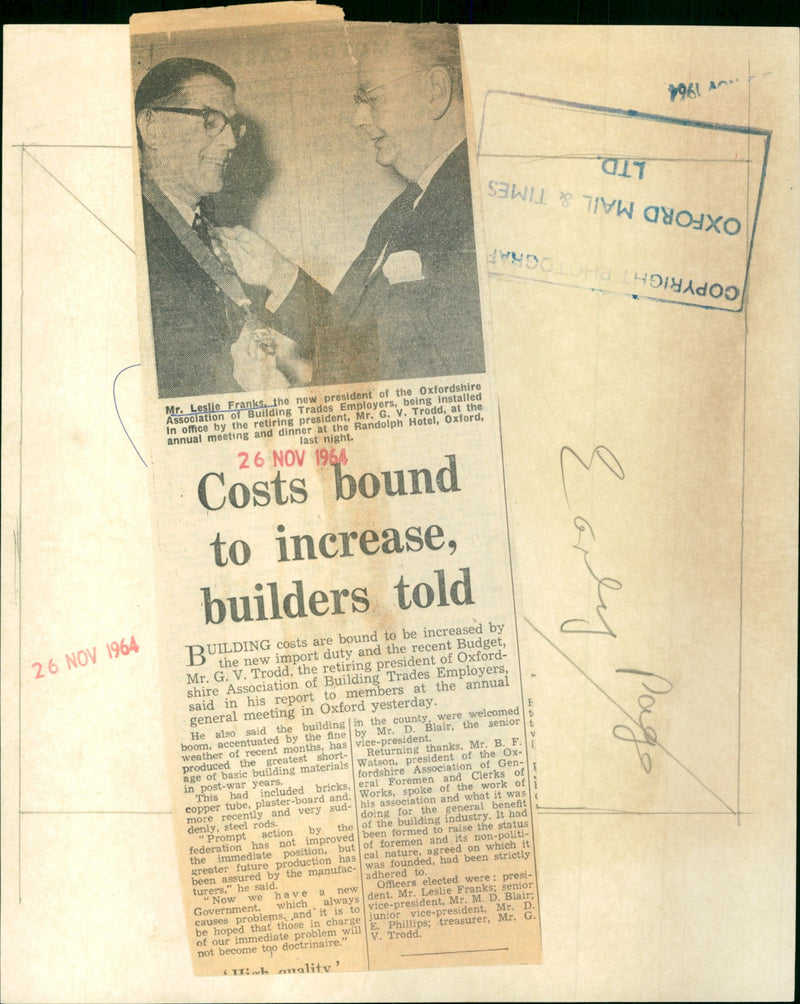 1964
COPYRIGHT PHOTOGRAP
OXFORD MAIL & TIMES
LTD.
Mr. Leslie Franks, the new president of the Oxfordshire
Association of Building Trades Employers, being installed
in office by the retiring president, Mr. G. V. Trodd, at the
annual meeting and dinner at the Randolph Hotel, Oxford,
last night.
26 NOV 1964
Costs bound
to increase,
builders told
BUILDING costs are bound to be increased by
the new import duty and the recent Budget,
Mr. G. V. Trodd, the retiring president of Oxford-
shire Association of Building Trades Employers,
said in his report to members at the annual
general meeting in Oxford yesterday.
He also said the building
boom, accentuated by the fine
weather of recent months, has
produced the greatest short-
age of basic building materials
in post-war years.
This had included bricks,
copper tube, plaster-board and,
more recently and very sud-
denly, steel rods.
"Prompt action by the
federation has not improved
the immediate position, but
greater future production has
been assured by the manufac-
turers," he said.
"Now we have a new
Government, which always
causes problems, and it is to
be hoped that those in charge
of our immediate problem will
not become too doctrinaire."
'High quality'
in the county, were welcomed
by Mr. D. Blair, the senior
vice-president.
Returning thanks, Mr. B. F.
Watson, president of the Ox-
fordshire Association of Gen-
eral Foremen and Clerks of
Works, spoke of the work of
his association and what it was
doing for the general benefit
of the building industry. It had
been formed to raise the status
of foremen and its non-politi-
cal nature, agreed on which it
was founded, had been strictly
adhered to.
Officers elected were: presi-
dent, Mr. Leslie Franks; senior
vice-president, Mr. M. D. Blair;
junior vice-president, Mr. D.
E. Phillips; treasurer, Mr. G.
V. Trodd.
26 NOV 1964
Early Page